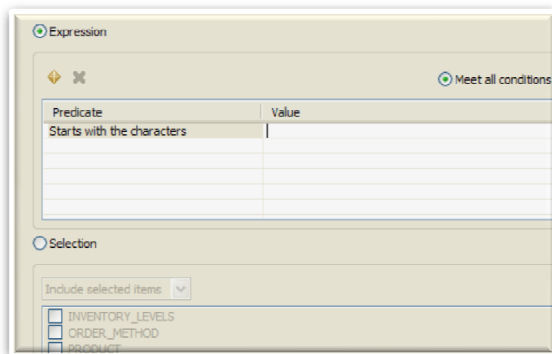 Expression
Meet all conditions
Predicate Value
Starts with the characters
Selection
Include selected items
INVENTORY_LEVELS
ORDER_METHOD
PRODUCT